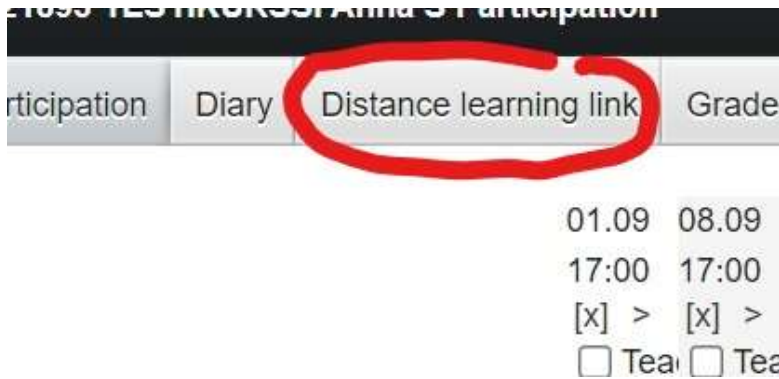 Participation
rticipation Diary Distance learning link Grade
01.09 08.09
17:00 17:00
[x] > [x] >
Tea Tea